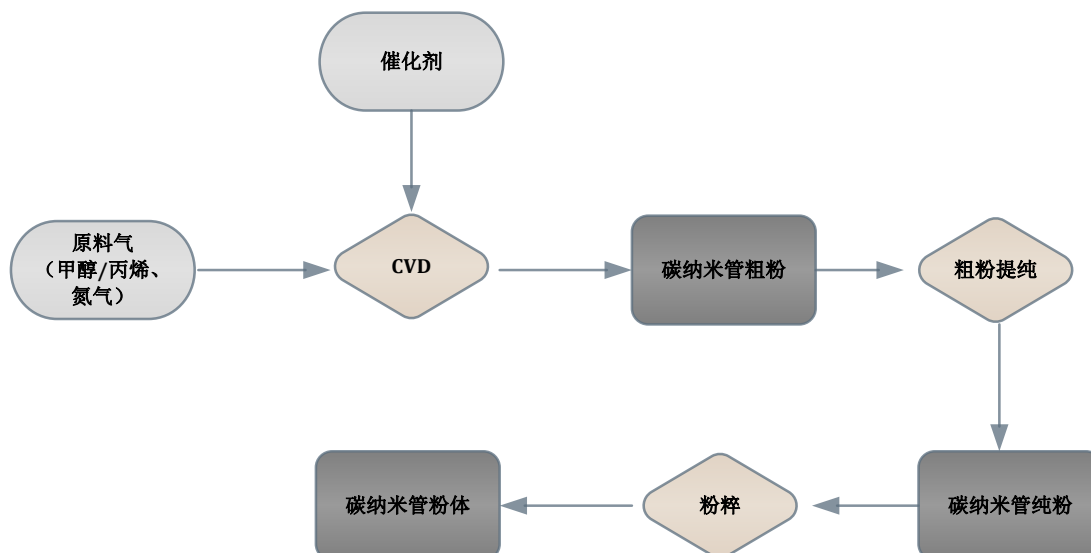 催化剂
原料气
（甲醇/丙烯、
氮气）
CVD
碳纳米管粗粉
粗粉提纯
碳纳米管粉体
粉粹
碳纳米管纯粉